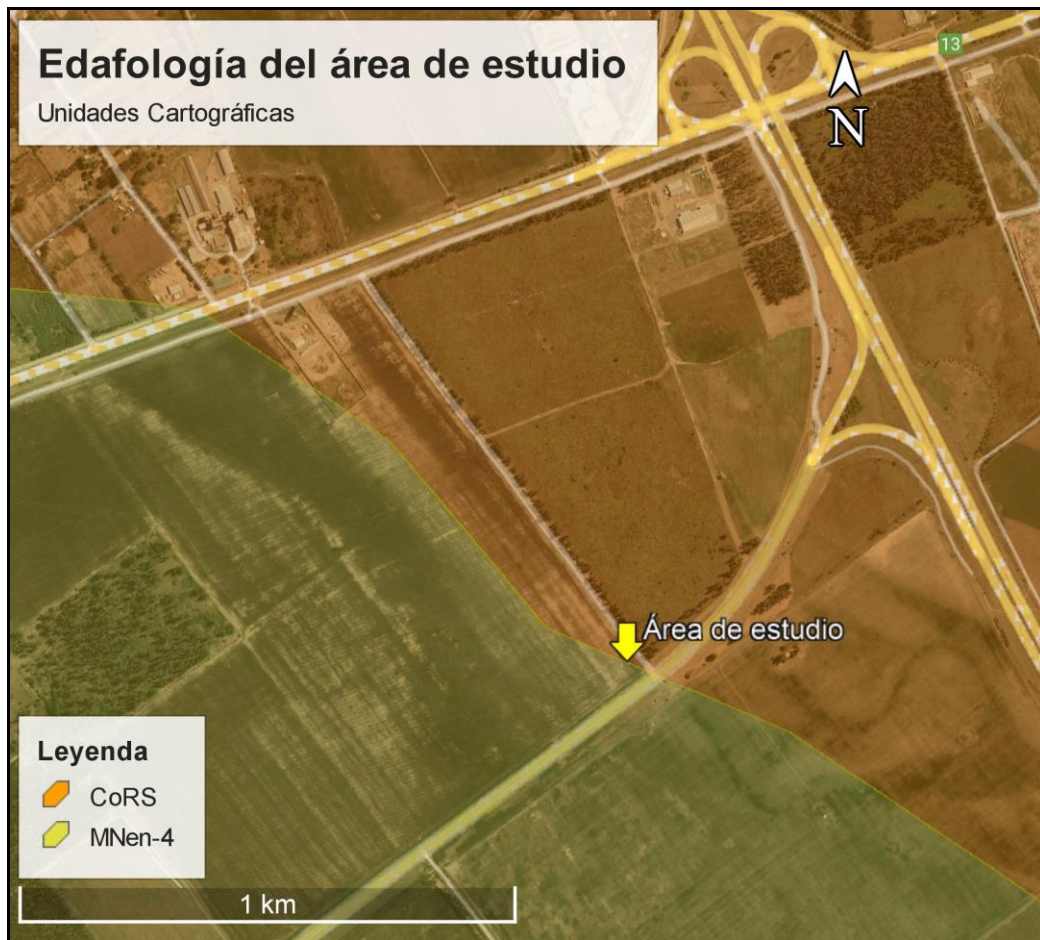 Edafología del área de estudio
Unidades Cartográficas
13
N
Área de estudio
Leyenda
CoRS
MNen-4
1 km